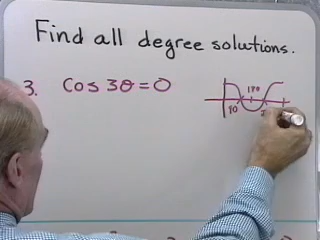 Find all degree solutions.
3. Cos 3θ = 0
180
90